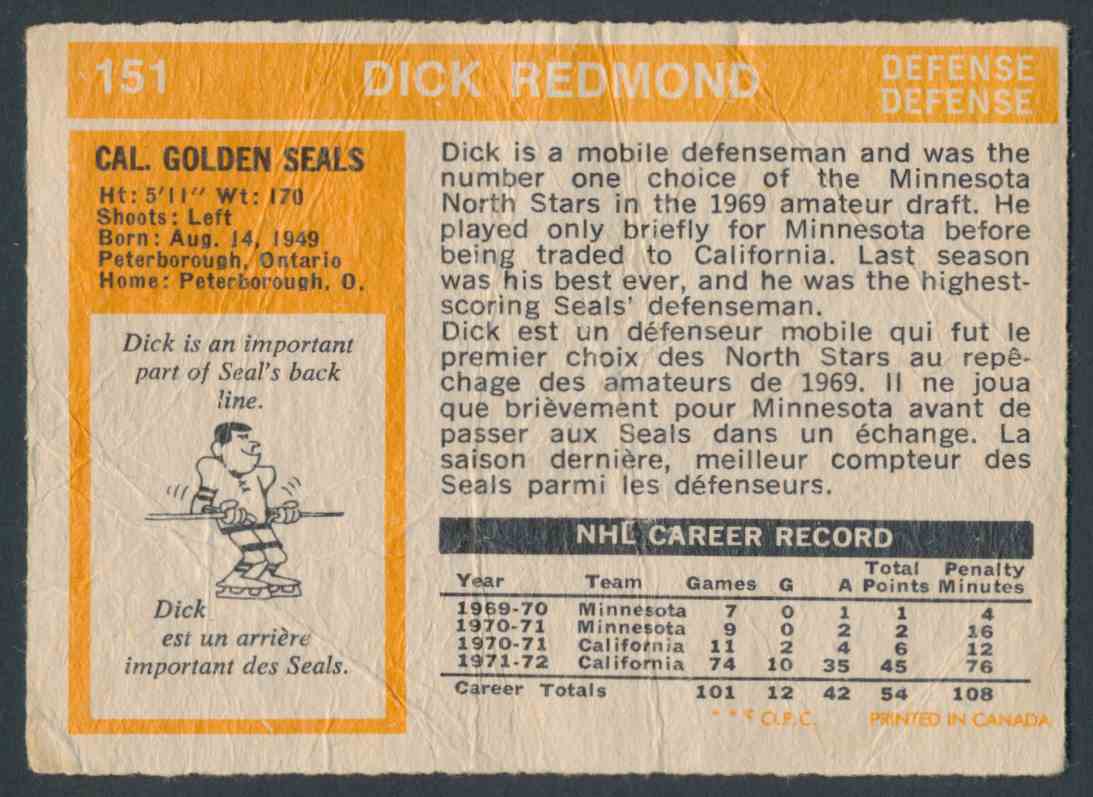 151 DICK REDMOND DEFENSE
DEFENSE
CAL. GOLDEN SEALS
Ht: 5'11" Wt: 170
Shoots: Left
Born: Aug. 14, 1949
Peterborough, Ontario
Home: Peterborough, O.
Dick is an important
part of Seal's back
line.
Dick
est un arrière
important des Seals.
Dick is a mobile defenseman and was the
number one choice of the Minnesota
North Stars in the 1969 amateur draft. He
played only briefly for Minnesota before
being traded to California. Last season
was his best ever, and he was the highest-
scoring Seals' defenseman.
Dick est un défenseur mobile qui fut le
premier choix des North Stars au repê-
chage des amateurs de 1969. Il ne joua
que brièvement pour Minnesota avant de
passer aux Seals dans un échange. La
saison dernière, meilleur compteur des
Seals parmi les défenseurs.
NHL CAREER RECORD
Year Team Games G A Total Points Penalty Minutes
1969-70 Minnesota 7 0 1 1 4
1970-71 Minnesota 9 0 2 2 16
1970-71 California 11 2 4 6 12
1971-72 California 74 10 35 45 76
Career Totals 101 12 42 54 108
* * © O.P.C. PRINTED IN CANADA